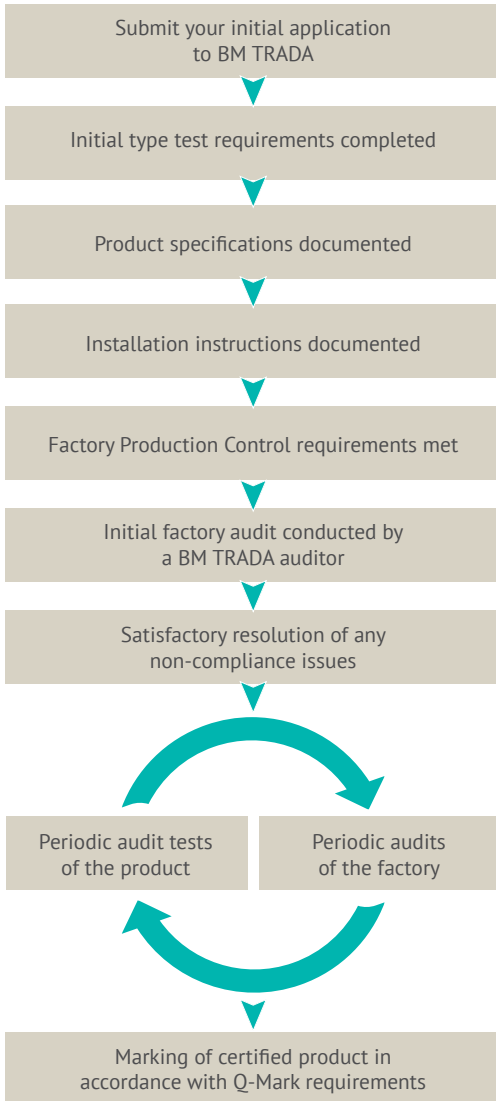 Submit your initial application
to BM TRADA
Initial type test requirements completed
Product specifications documented
Installation instructions documented
Factory Production Control requirements met
Initial factory audit conducted by
a BM TRADA auditor
Satisfactory resolution of any
non-compliance issues
Periodic audit tests
of the product
Periodic audits
of the factory
Marking of certified product in
accordance with Q-Mark requirements